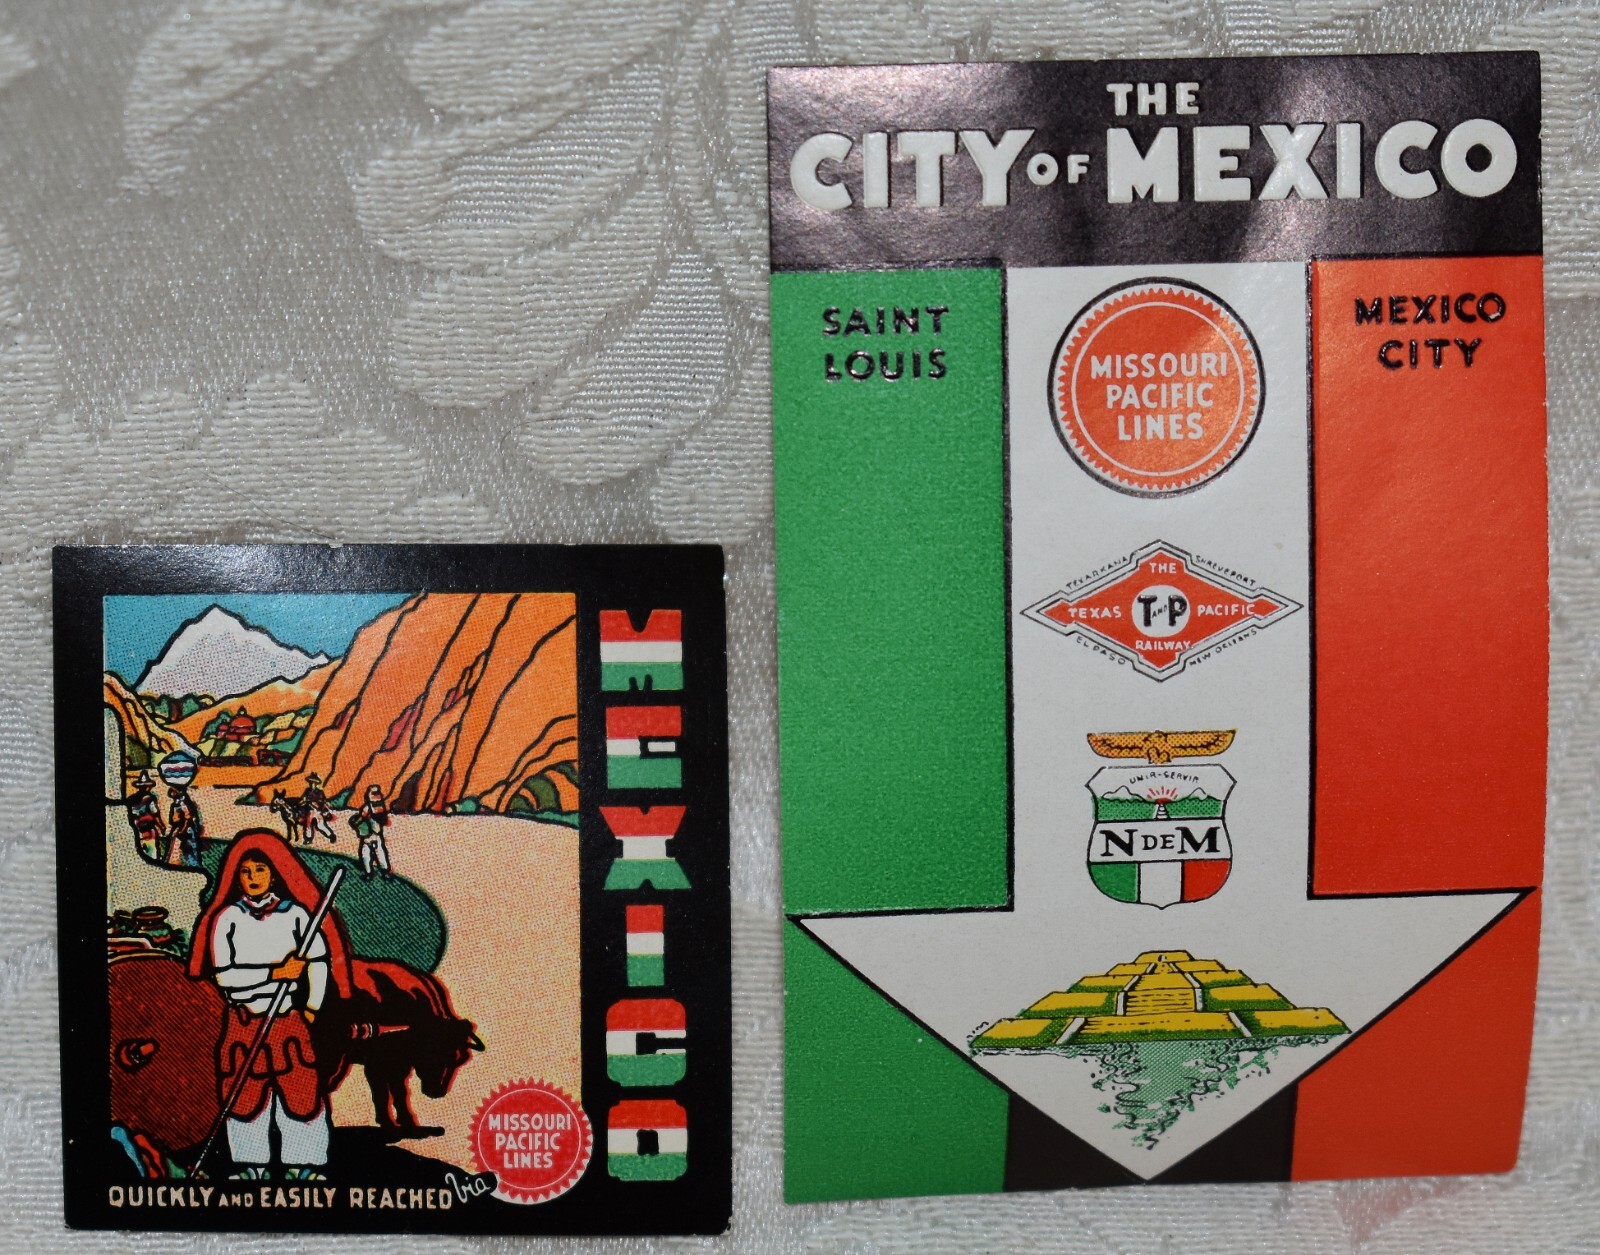 MEXICO
MISSOURI
PACIFIC
LINES
QUICKLY AND EASILY REACHED Via
THE
CITY OF MEXICO
SAINT
LOUIS
MEXICO
CITY
MISSOURI
PACIFIC
LINES
TEXARKANA
SHREVEPORT
THE
TEXAS
T AND P
PACIFIC
RAILWAY
EL PASO
NEW ORLEANS
UNIR-SERVIR
N DE M